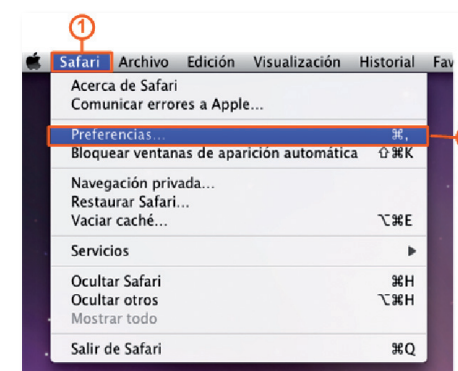 1
Safari Archivo Edición Visualización Historial Fav
Acerca de Safari
Comunicar errores a Apple...
Preferencias... ⌘,
Bloquear ventanas de aparición automática ⇧⌘K
Navegación privada...
Restaurar Safari...
Vaciar caché... ⌥⌘E
Servicios ▶
Ocultar Safari ⌘H
Ocultar otros ⌥⌘H
Mostrar todo
Salir de Safari ⌘Q